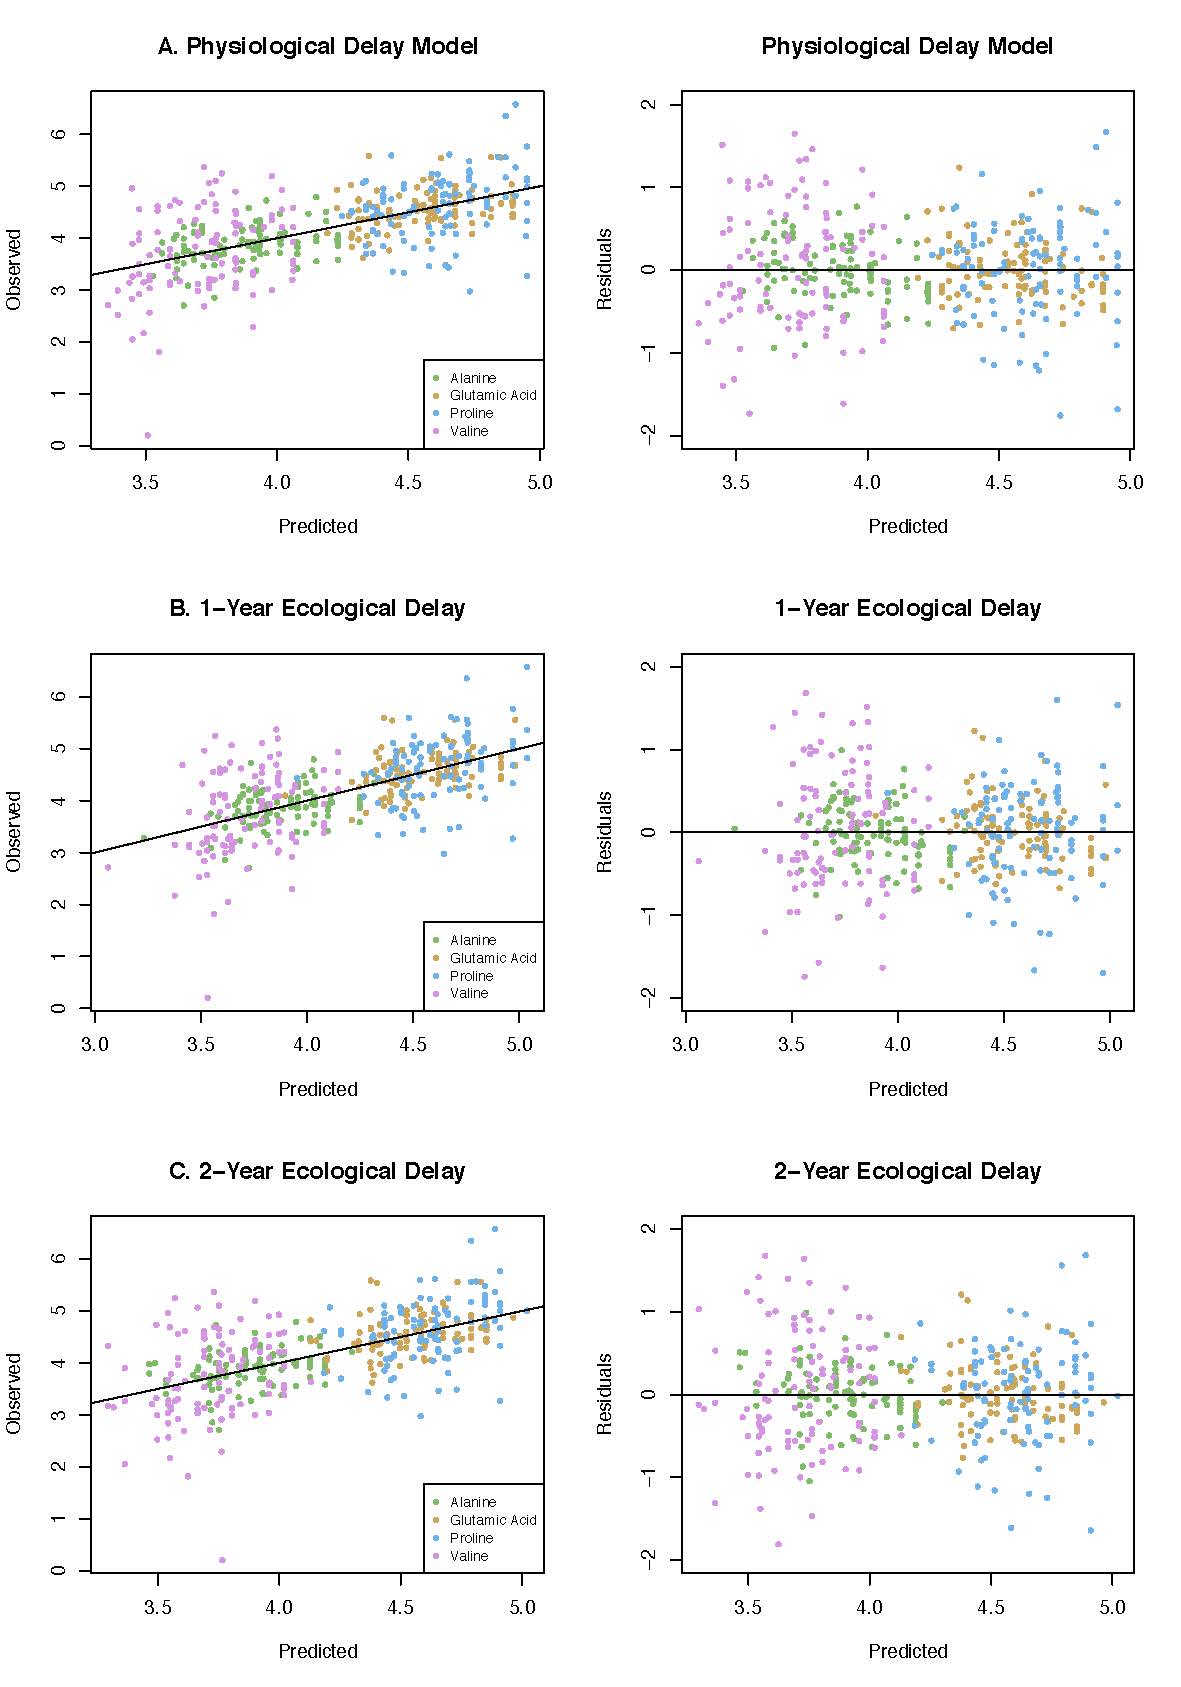 A. Physiological Delay Model
Observed
0 1 2 3 4 5 6
3.5 4.0 4.5 5.0
Predicted
Alanine
Glutamic Acid
Proline
Valine
Physiological Delay Model
Residuals
−2 −1 0 1 2
3.5 4.0 4.5 5.0
Predicted
B. 1−Year Ecological Delay
Observed
0 1 2 3 4 5 6
3.0 3.5 4.0 4.5 5.0
Predicted
Alanine
Glutamic Acid
Proline
Valine
1−Year Ecological Delay
Residuals
−2 −1 0 1 2
3.0 3.5 4.0 4.5 5.0
Predicted
C. 2−Year Ecological Delay
Observed
0 1 2 3 4 5 6
3.5 4.0 4.5 5.0
Predicted
Alanine
Glutamic Acid
Proline
Valine
2−Year Ecological Delay
Residuals
−2 −1 0 1 2
3.5 4.0 4.5 5.0
Predicted